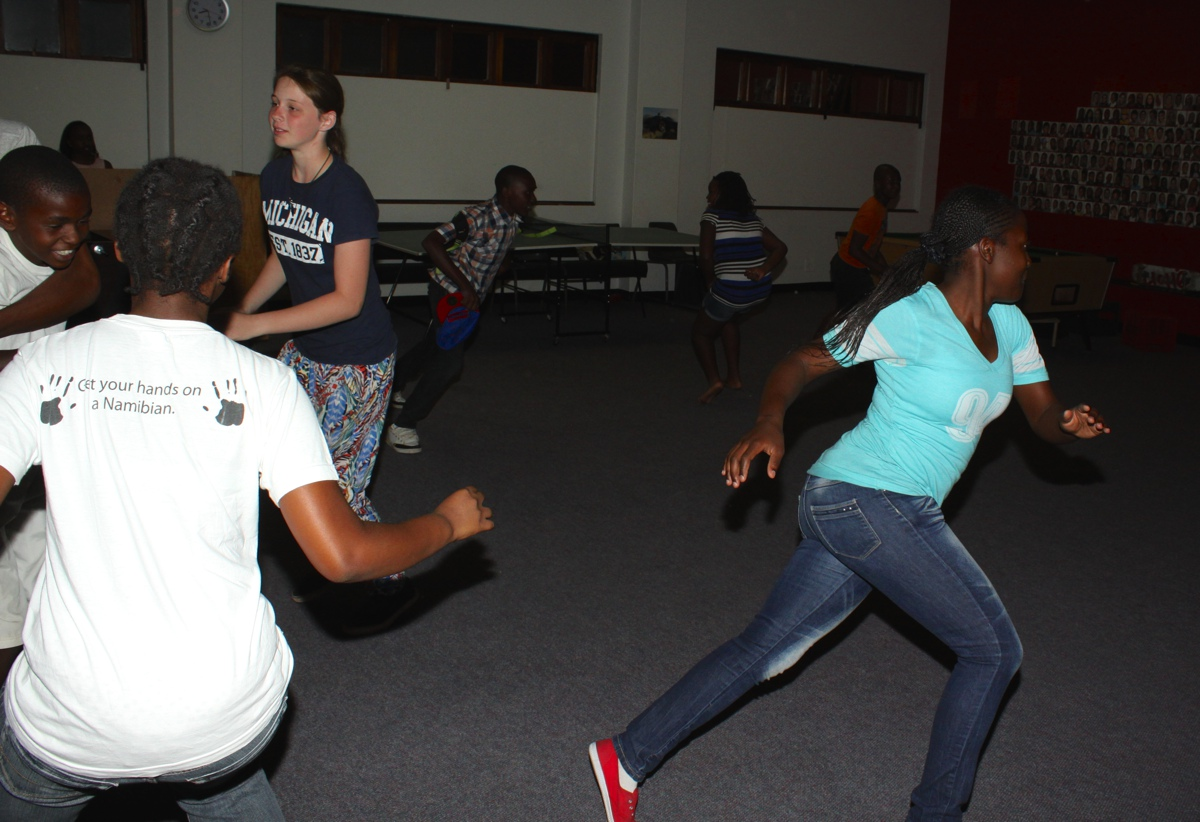 MICHIGAN
EST. 1837
Get your hands on
a Namibian.